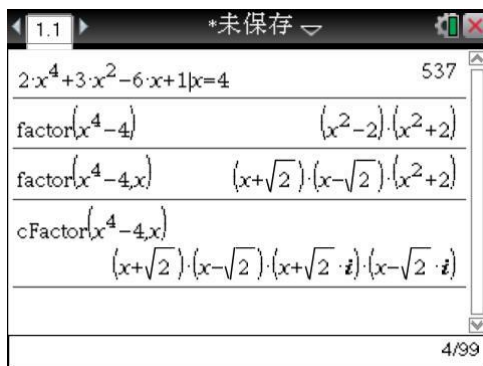 1.1 *未保存
2·x⁴+3·x²−6·x+1|x=4 537
factor(x⁴−4) (x²−2)·(x²+2)
factor(x⁴−4,x) (x+√2)·(x−√2)·(x²+2)
cFactor(x⁴−4,x)
(x+√2)·(x−√2)·(x+√2·i)·(x−√2·i)
4/99